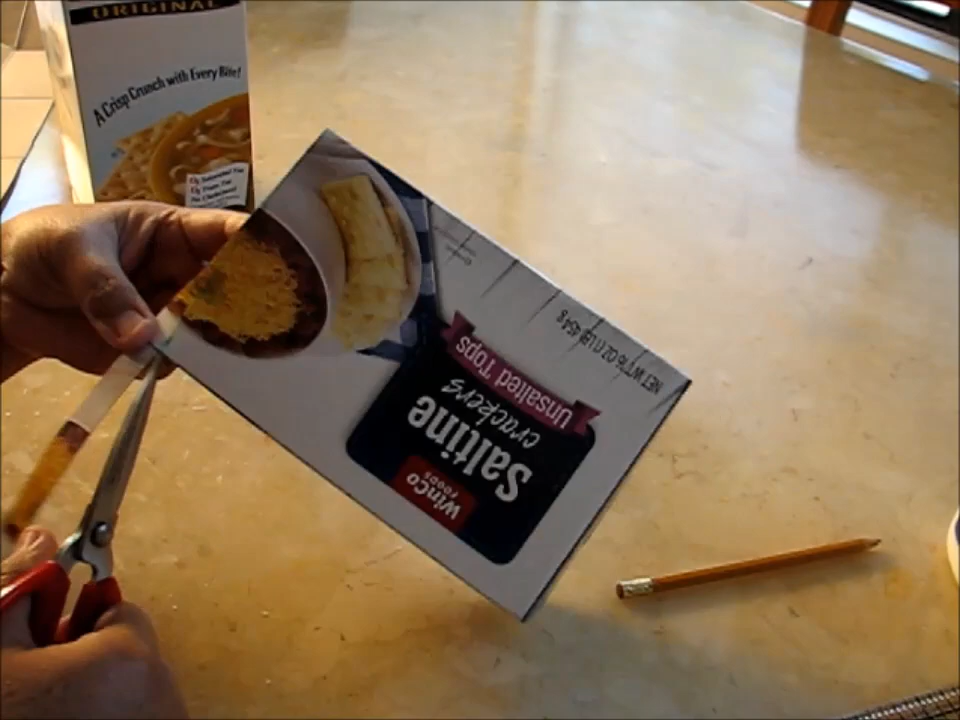 ORIGINAL
A Crisp Crunch with Every Bite!
WinCo
FOODS
Saltine
crackers
Unsalted Tops
NET WT 16 OZ (1 LB) 454 g